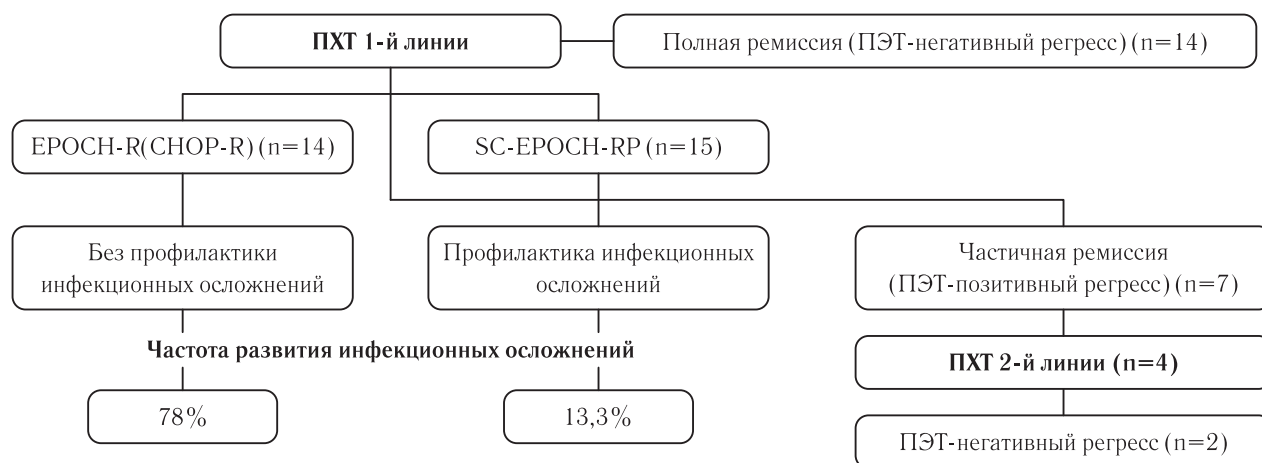 ПХТ 1-й линии
Полная ремиссия (ПЭТ-негативный регресс) (n=14)
EPOCH-R(CHOP-R) (n=14)
SC-EPOCH-RP (n=15)
Без профилактики
инфекционных осложнений
Профилактика инфекционных
осложнений
Частичная ремиссия
(ПЭТ-позитивный регресс) (n=7)
Частота развития инфекционных осложнений
ПХТ 2-й линии (n=4)
78%
13,3%
ПЭТ-негативный регресс (n=2)